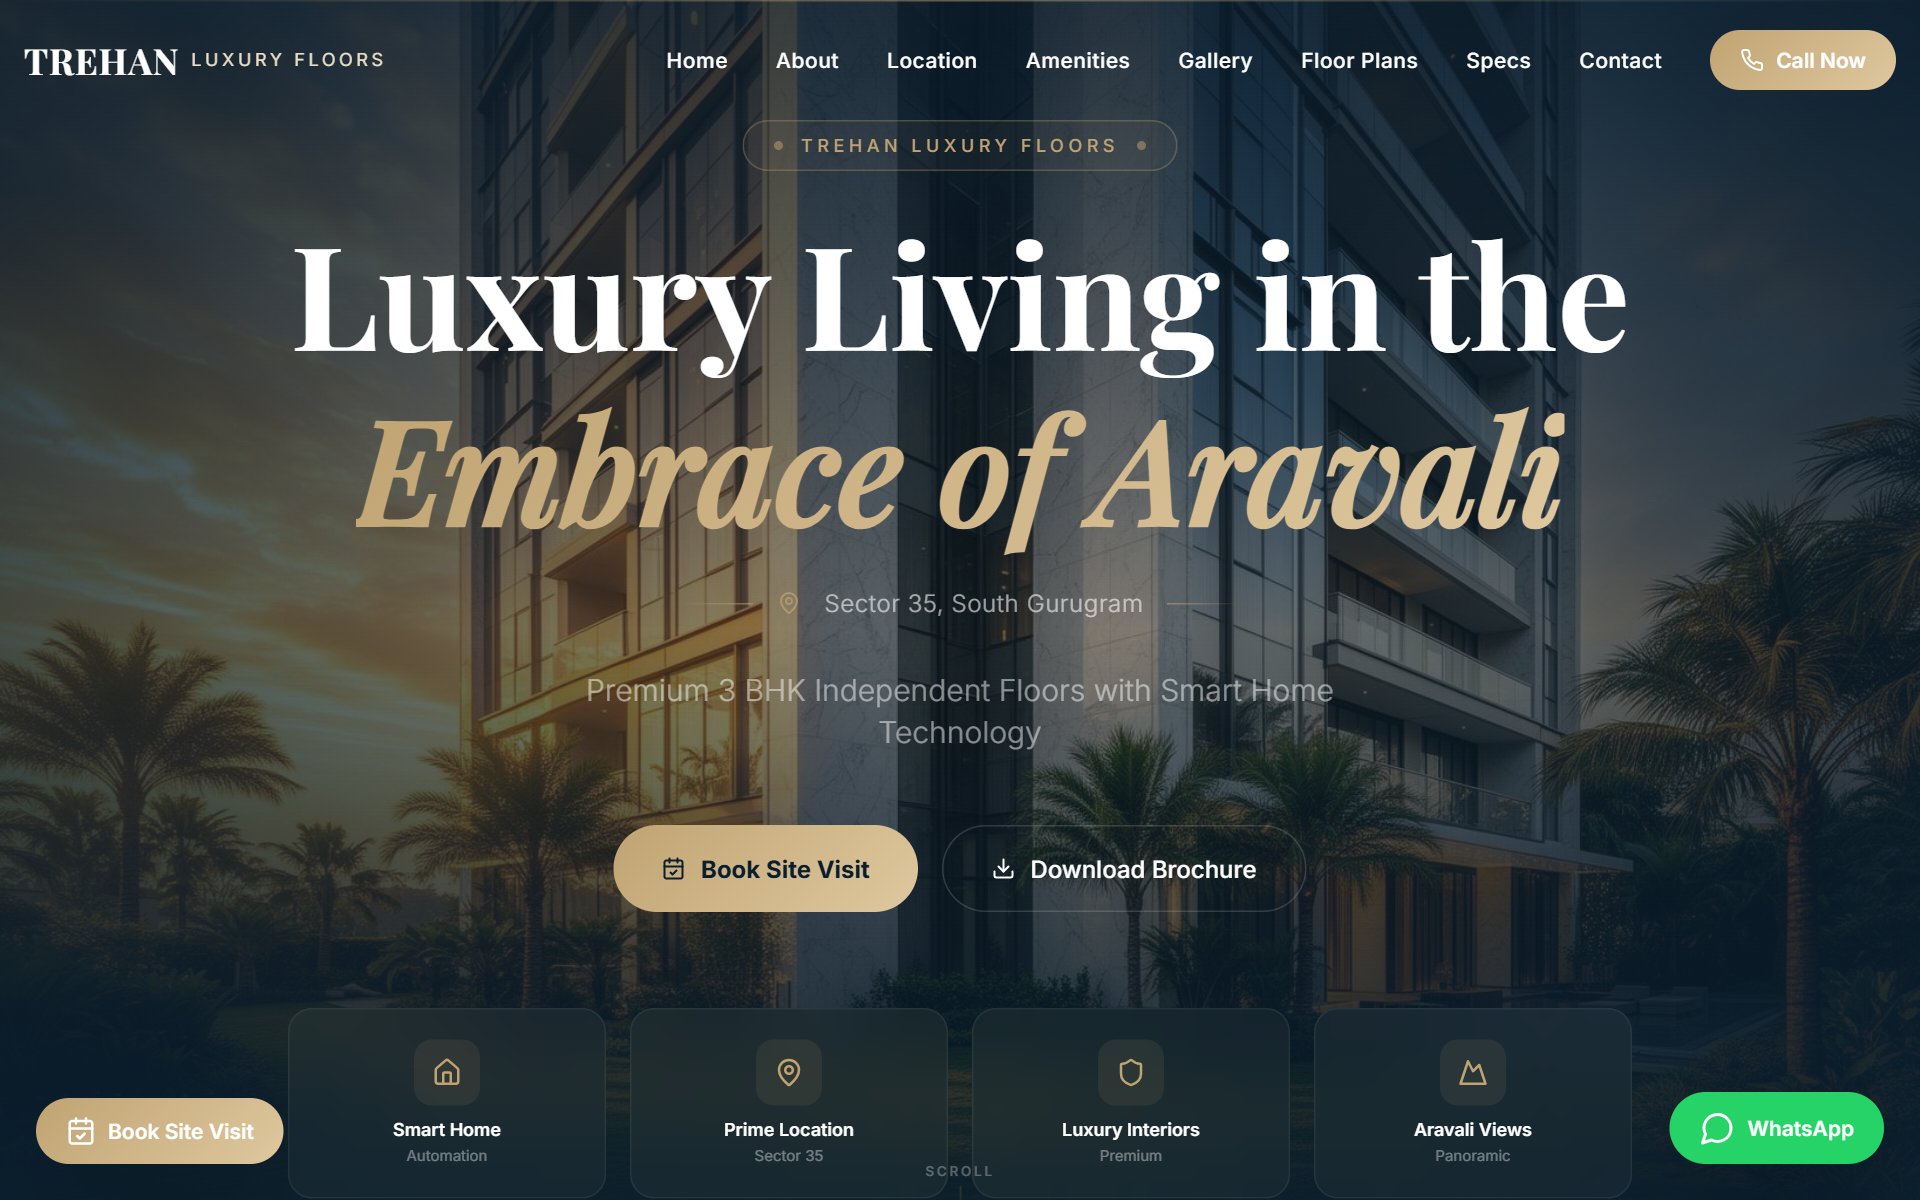 TREHAN LUXURY FLOORS
Home About Location Amenities Gallery Floor Plans Specs Contact Call Now
TREHAN LUXURY FLOORS
Luxury Living in the
Embrace of Aravali
Sector 35, South Gurugram
Premium 3 BHK Independent Floors with Smart Home
Technology
Book Site Visit
Download Brochure
Smart Home
Automation
Prime Location
Sector 35
Luxury Interiors
Premium
Aravali Views
Panoramic
Book Site Visit
WhatsApp
SCROLL